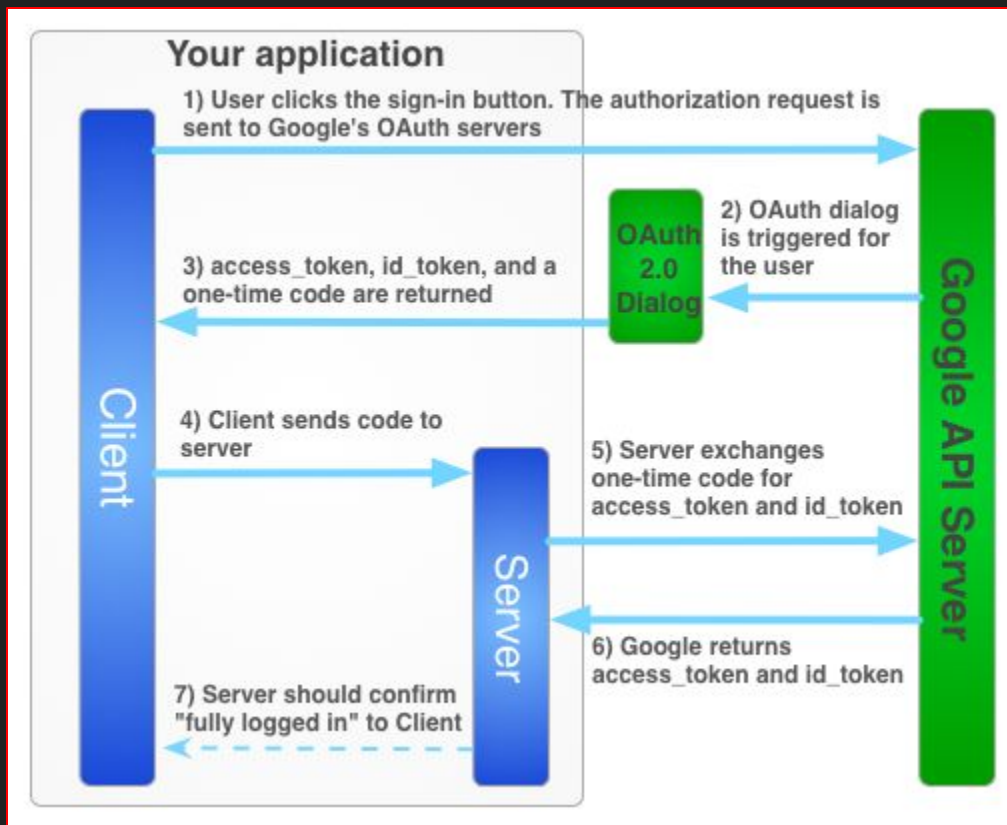 Your application
1) User clicks the sign-in button. The authorization request is
sent to Google's OAuth servers
OAuth
2.0
Dialog
2) OAuth dialog
is triggered for
the user
3) access_token, id_token, and a
one-time code are returned
Client
4) Client sends code to
server
Server
5) Server exchanges
one-time code for
access_token and id_token
Google API Server
6) Google returns
access_token and id_token
7) Server should confirm
"fully logged in" to Client